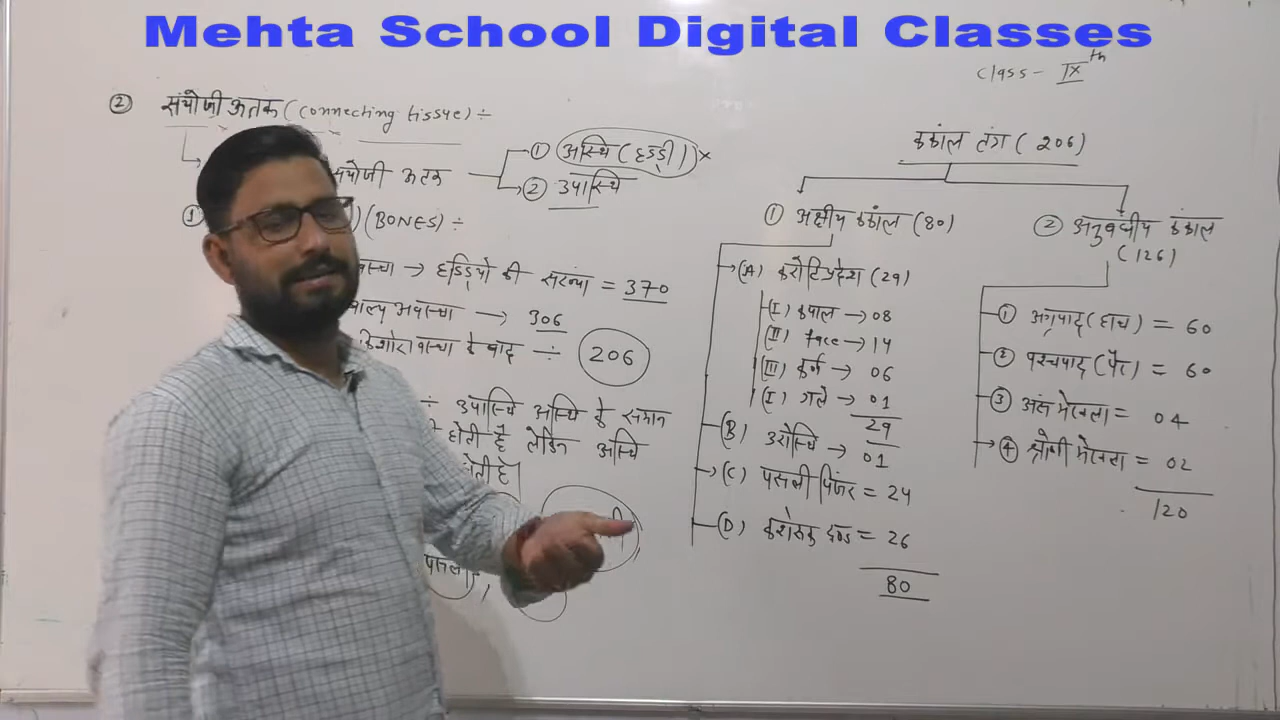 Mehta School Digital Classes
Class - IXth
② संयोजी ऊतक (connecting tissue) ÷
संयोजी ऊतक
① अस्थि (हड्डी)
② उपास्थि
① (BONES) ÷
→ हड्डियो की संख्या = 370
बाल्य अवस्था → 306
किशोरावस्था के बाद ÷ 206
÷ उपास्थि अस्थि के समान
होती है लेकिन अस्थि
होती है
कंकाल तंत्र (206)
① अक्षीय कंकाल (80)
(A) करोटिप्रदेश (29)
(I) कपाल → 08
(II) face → 14
(III) कर्ण → 06
(I) गले → 01
29
(B) उरोस्थि → 01
(C) पसली पिंजर = 24
(D) कशेरुक दण्ड = 26
80
② अनुबंधीय कंकाल
(126)
① अग्रपाद (हाथ) = 60
② पश्चपाद (पैर) = 60
③ अंस मेखला = 04
④ श्रोणी मेखला = 02
120